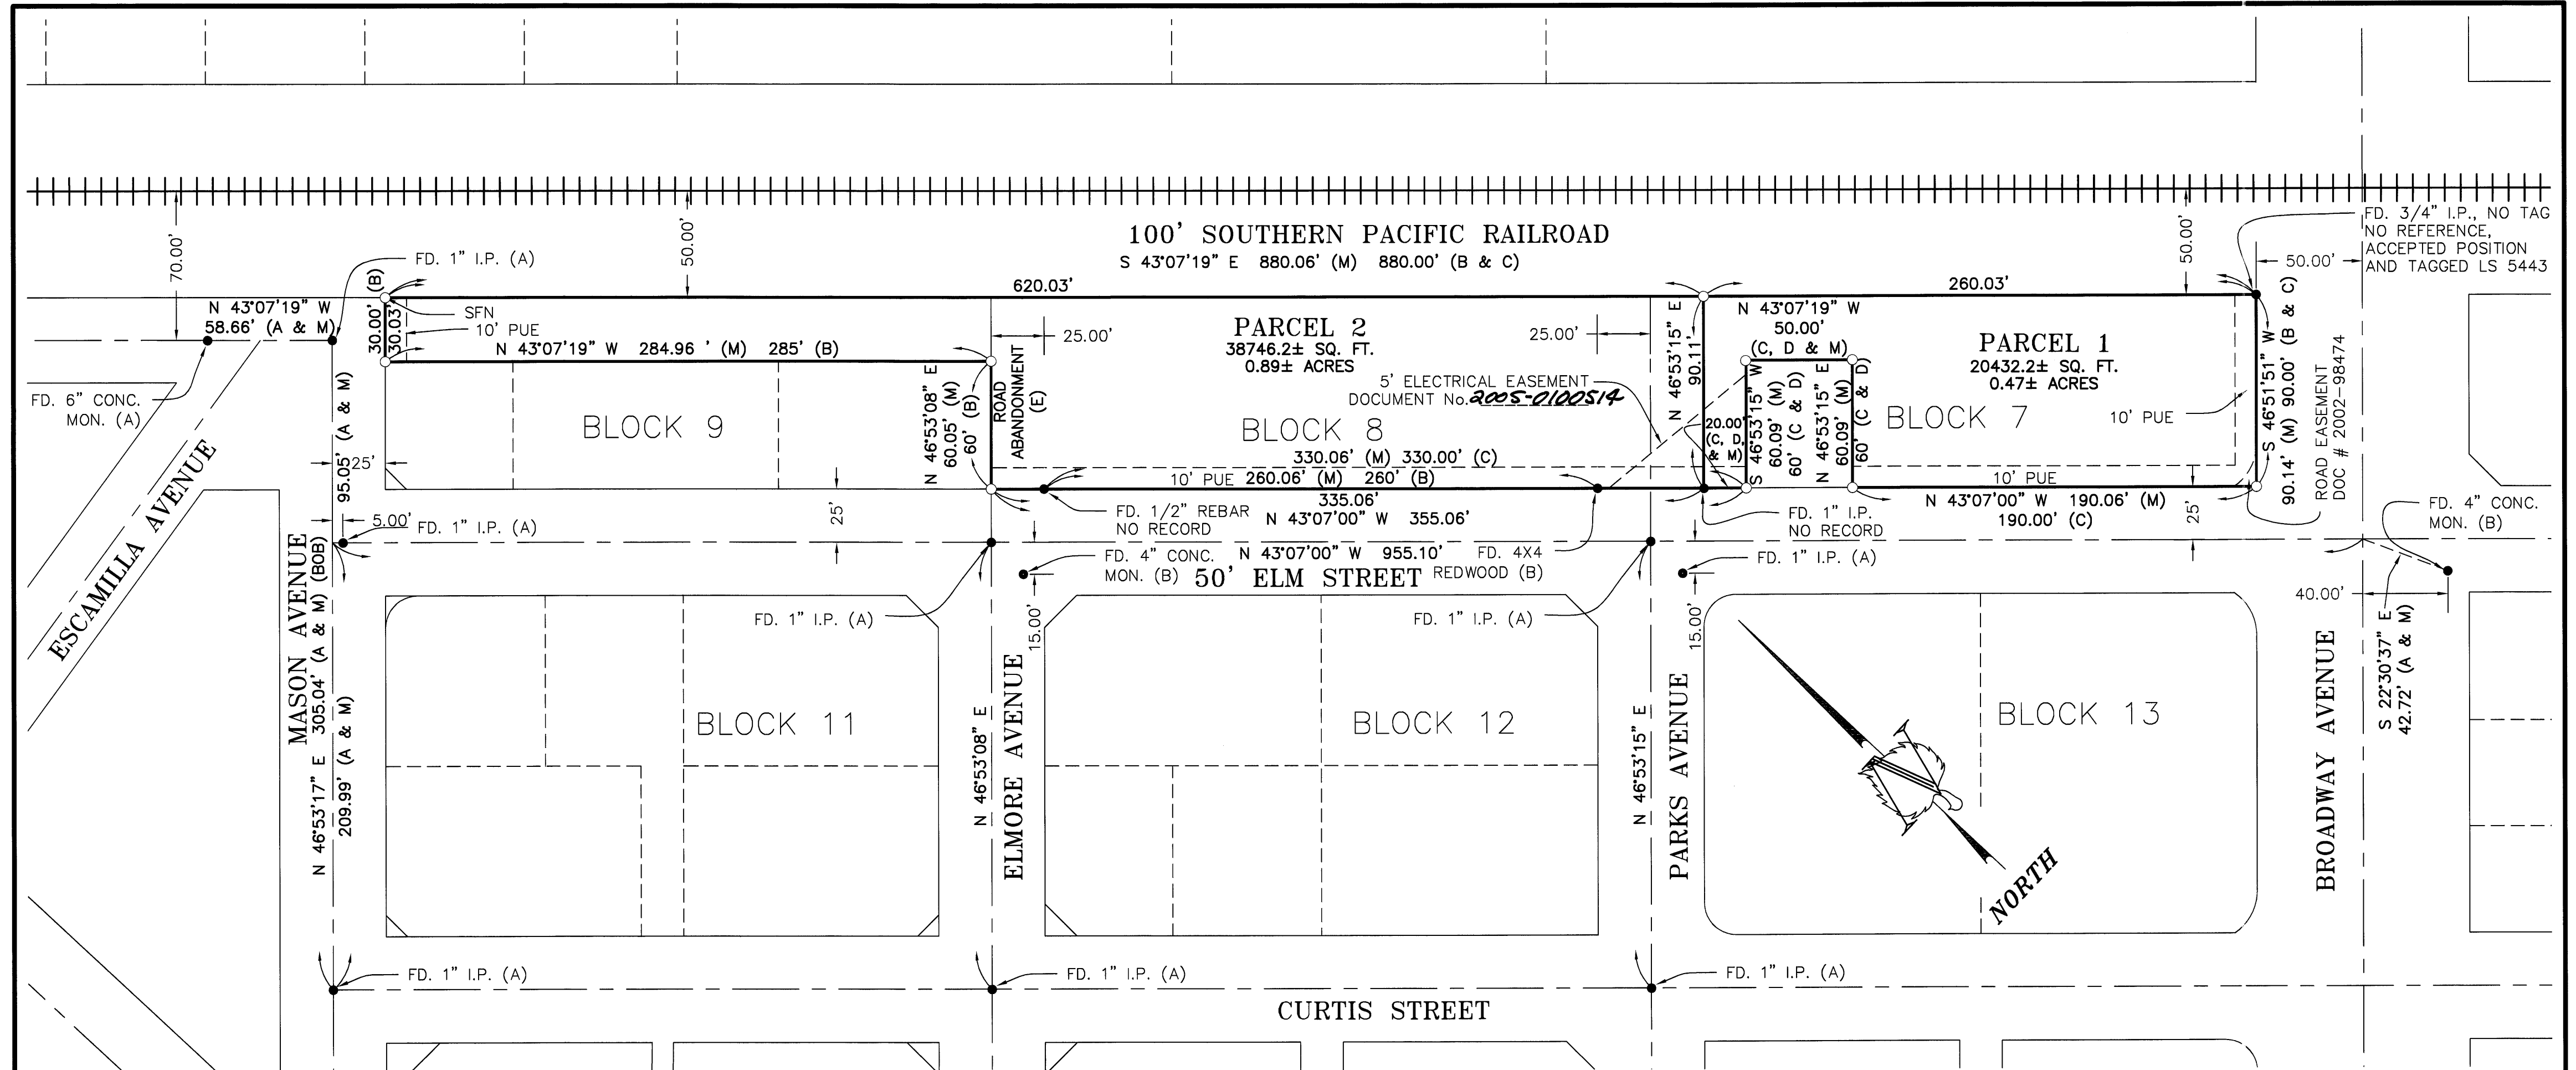 100' SOUTHERN PACIFIC RAILROAD
S 43°07'19" E 880.06' (M) 880.00' (B & C)
70.00'
50.00'
50.00'
FD. 3/4" I.P., NO TAG
NO REFERENCE,
ACCEPTED POSITION
AND TAGGED LS 5443
50.00'
FD. 1" I.P. (A)
N 43°07'19" W
58.66' (A & M)
FD. 6" CONC.
MON. (A)
30.00' (B)
30.03'
SFN
10' PUE
N 43°07'19" W 284.96 ' (M) 285' (B)
620.03'
260.03'
25.00'
25.00'
PARCEL 2
38746.2± SQ. FT.
0.89± ACRES
N 46°53'15" E
90.11'
N 43°07'19" W
50.00'
(C, D & M)
PARCEL 1
20432.2± SQ. FT.
0.47± ACRES
BLOCK 9
N 46°53'08" E
60.05' (M)
60' (B)
ROAD
ABANDONMENT
(E)
5' ELECTRICAL EASEMENT
DOCUMENT No. 2005-0100514
BLOCK 8
330.06' (M) 330.00' (C)
10' PUE 260.06' (M) 260' (B)
335.06'
N 43°07'00" W 355.06'
20.00'
(C, D,
& M)
S 46°53'15" W
60.09' (M)
60' (C & D)
N 46°53'15" E
60.09' (M)
60' (C & D)
BLOCK 7
10' PUE
10' PUE
N 43°07'00" W 190.06' (M)
190.00' (C)
25'
S 46°51'51" W
90.14' (M) 90.00' (B & C)
ROAD EASEMENT
DOC # 2002-98474
FD. 4" CONC.
MON. (B)
ESCAMILLA AVENUE
MASON AVENUE
25'
95.05' (A & M)
5.00'
FD. 1" I.P. (A)
25'
FD. 1/2" REBAR
NO RECORD
FD. 4" CONC.
MON. (B)
N 43°07'00" W 955.10'
FD. 4X4
REDWOOD (B)
50' ELM STREET
FD. 1" I.P.
NO RECORD
FD. 1" I.P. (A)
40.00'
S 22°30'37" E
42.72' (A & M)
N 46°53'17" E 305.04' (A & M) (BOB)
209.99' (A & M)
FD. 1" I.P. (A)
15.00'
FD. 1" I.P. (A)
15.00'
BLOCK 11
N 46°53'08" E
ELMORE AVENUE
BLOCK 12
N 46°53'15" E
PARKS AVENUE
BLOCK 13
BROADWAY AVENUE
NORTH
FD. 1" I.P. (A)
FD. 1" I.P. (A)
FD. 1" I.P. (A)
CURTIS STREET